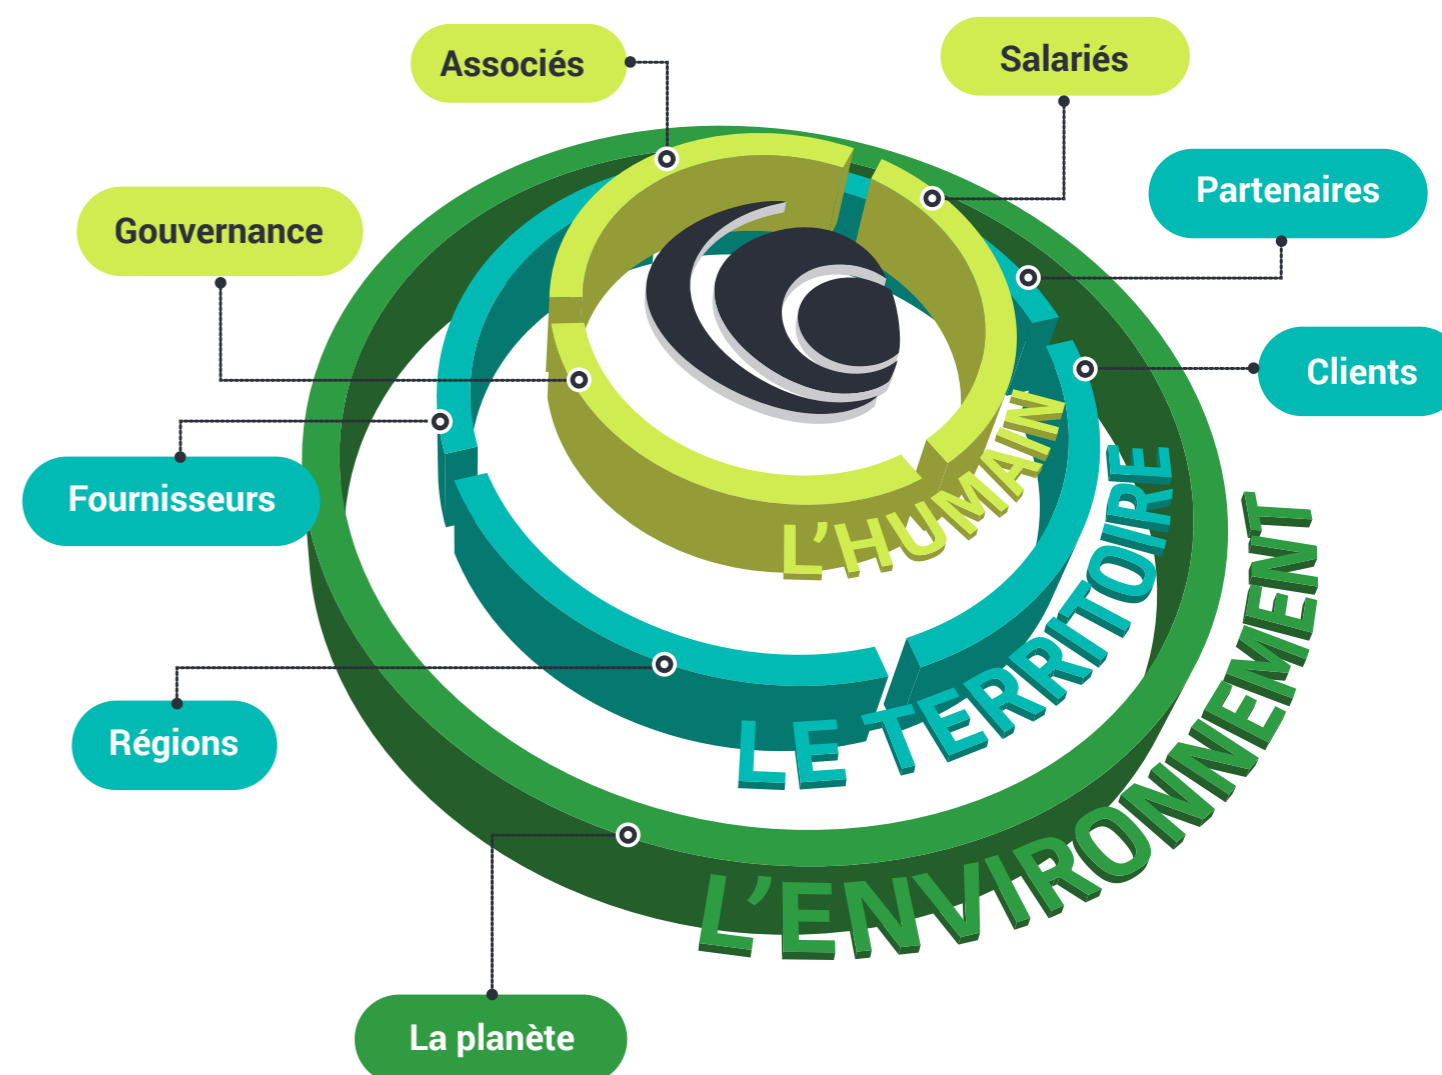 Associés
Salariés
Partenaires
Gouvernance
Clients
Fournisseurs
Régions
La planète
L'HUMAIN
LE TERRITOIRE
L'ENVIRONNEMENT